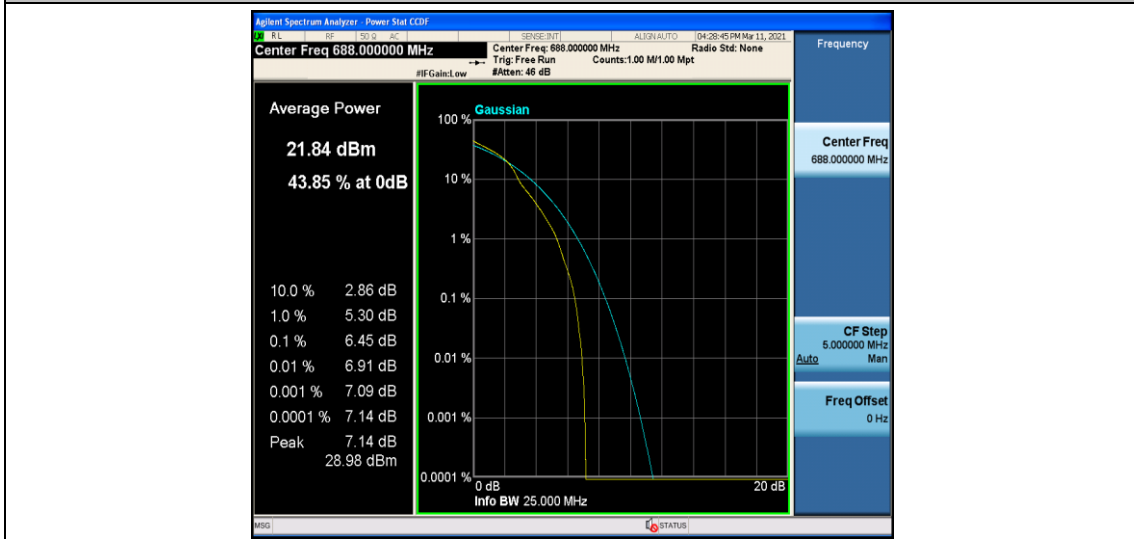 Agilent Spectrum Analyzer - Power Stat CCDF
RL RF 50 Ω AC SENSE:INT ALIGN AUTO 04:28:45 PM Mar 11, 2021
Center Freq 688.000000 MHz
Center Freq: 688.000000 MHz Radio Std: None
Trig: Free Run Counts:1.00 M/1.00 Mpt
#IFGain:Low #Atten: 46 dB
Frequency
Average Power
21.84 dBm
43.85 % at 0dB
10.0 % 2.86 dB
1.0 % 5.30 dB
0.1 % 6.45 dB
0.01 % 6.91 dB
0.001 % 7.09 dB
0.0001 % 7.14 dB
Peak 7.14 dB
28.98 dBm
Gaussian
100 %
10 %
1 %
0.1 %
0.01 %
0.001 %
0.0001 %
0 dB 20 dB
Info BW 25.000 MHz
Center Freq
688.000000 MHz
CF Step
5.000000 MHz
Auto Man
Freq Offset
0 Hz
MSG STATUS